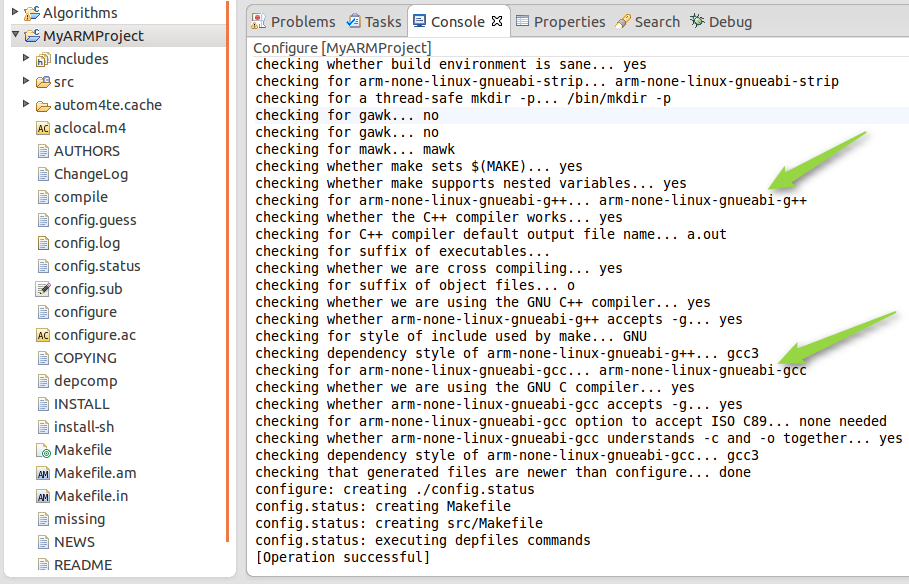 Algorithms
MyARMProject
Includes
src
autom4te.cache
aclocal.m4
AUTHORS
ChangeLog
compile
config.guess
config.log
config.status
config.sub
configure
configure.ac
COPYING
depcomp
INSTALL
install-sh
Makefile
Makefile.am
Makefile.in
missing
NEWS
README
Problems Tasks Console Properties Search Debug
Configure [MyARMProject]
checking whether build environment is sane... yes
checking for arm-none-linux-gnueabi-strip... arm-none-linux-gnueabi-strip
checking for a thread-safe mkdir -p... /bin/mkdir -p
checking for gawk... no
checking for gawk... no
checking for mawk... mawk
checking whether make sets $(MAKE)... yes
checking whether make supports nested variables... yes
checking for arm-none-linux-gnueabi-g++... arm-none-linux-gnueabi-g++
checking whether the C++ compiler works... yes
checking for C++ compiler default output file name... a.out
checking for suffix of executables...
checking whether we are cross compiling... yes
checking for suffix of object files... o
checking whether we are using the GNU C++ compiler... yes
checking whether arm-none-linux-gnueabi-g++ accepts -g... yes
checking for style of include used by make... GNU
checking dependency style of arm-none-linux-gnueabi-g++... gcc3
checking for arm-none-linux-gnueabi-gcc... arm-none-linux-gnueabi-gcc
checking whether we are using the GNU C compiler... yes
checking whether arm-none-linux-gnueabi-gcc accepts -g... yes
checking for arm-none-linux-gnueabi-gcc option to accept ISO C89... none needed
checking whether arm-none-linux-gnueabi-gcc understands -c and -o together... yes
checking dependency style of arm-none-linux-gnueabi-gcc... gcc3
checking that generated files are newer than configure... done
configure: creating ./config.status
config.status: creating Makefile
config.status: creating src/Makefile
config.status: executing depfiles commands
[Operation successful]